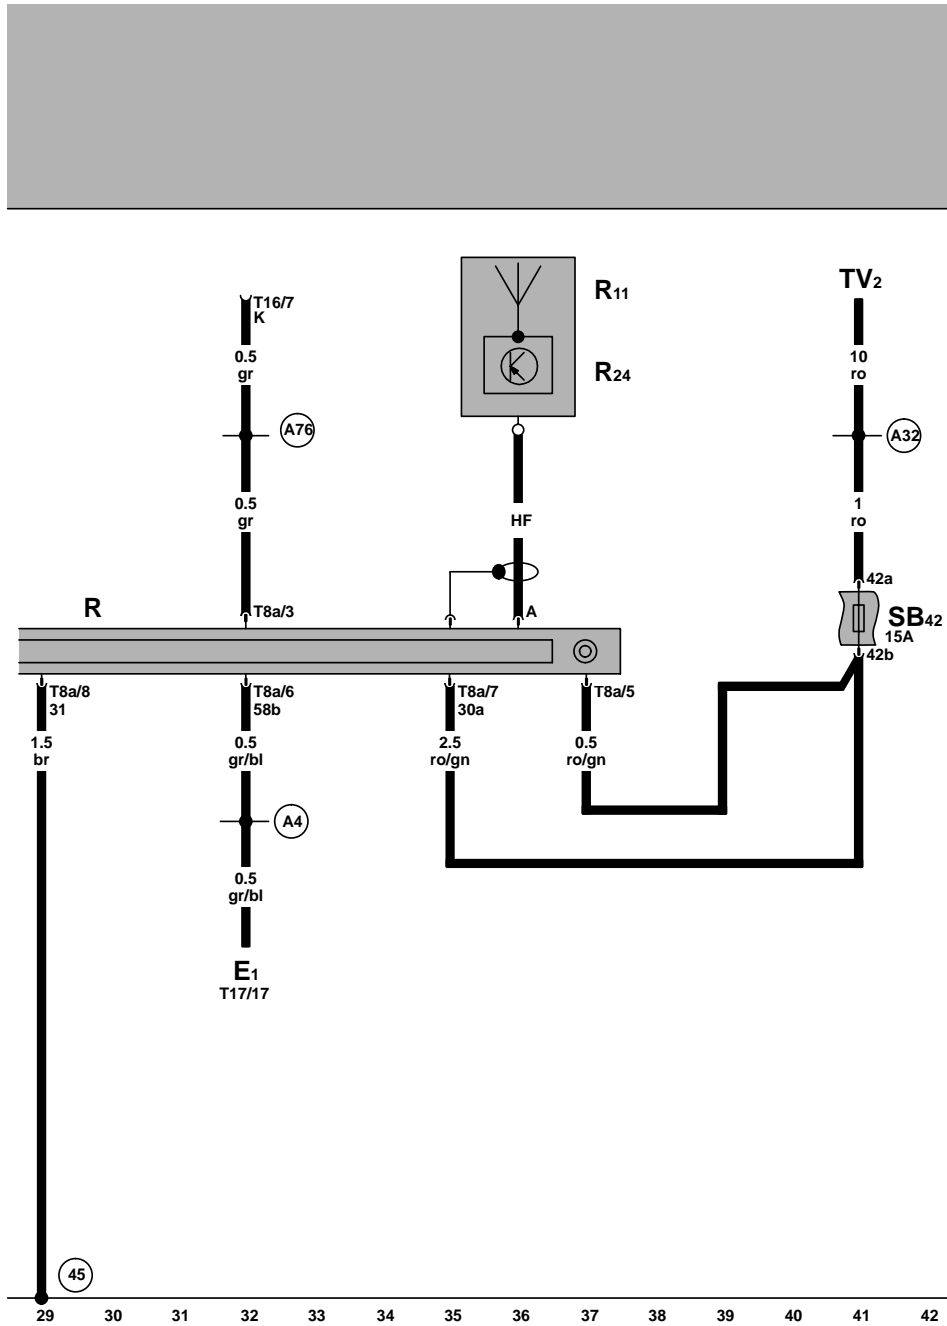 T16/7
K
R11
TV2
0.5
gr
R24
10
ro
A76
A32
0.5
gr
HF
1
ro
42a
R
T8a/3
A
SB42
15A
42b
T8a/8
31
T8a/6
58b
T8a/7
30a
T8a/5
1.5
br
0.5
gr/bl
2.5
ro/gn
0.5
ro/gn
A4
0.5
gr/bl
E1
T17/17
45
29 30 31 32 33 34 35 36 37 38 39 40 41 42